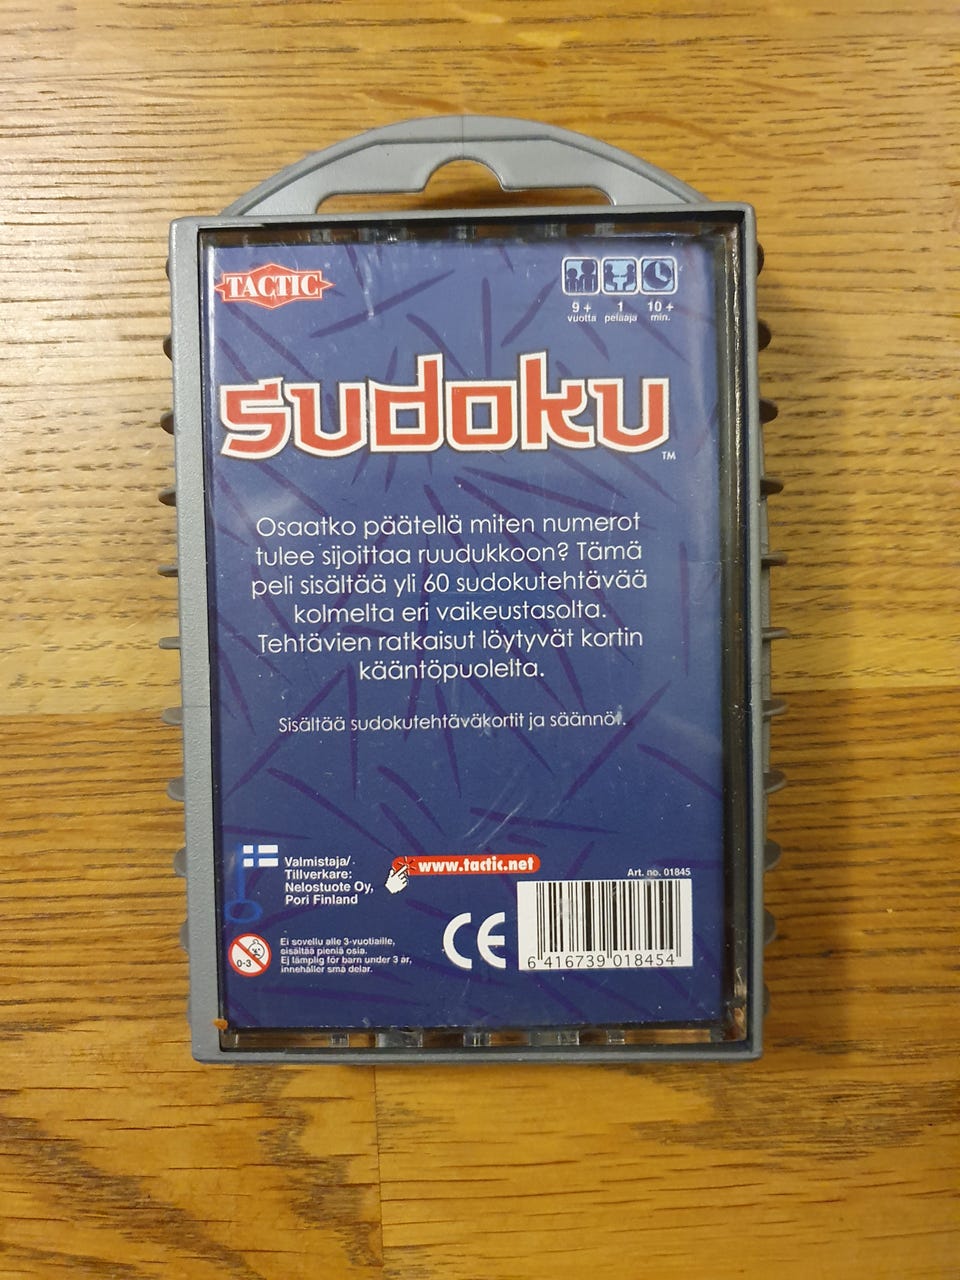 TACTIC
9 + 1 10 +
vuotta pelaaja min.
sudoku
TM
Osaatko päätellä miten numerot
tulee sijoittaa ruudukkoon? Tämä
peli sisältää yli 60 sudokutehtävää
kolmelta eri vaikeustasolta.
Tehtävien ratkaisut löytyvät kortin
kääntöpuolelta.
Sisältää sudokutehtäväkortit ja säännöt.
Valmistaja/
Tillverkare:
Nelostuote Oy,
Pori Finland
www.tactic.net
Art. no. 01845
CE
6 416739 018454
0-3
Ei sovellu alle 3-vuotiaille,
sisältää pieniä osia.
Ej lämplig för barn under 3 år,
innehåller små delar.